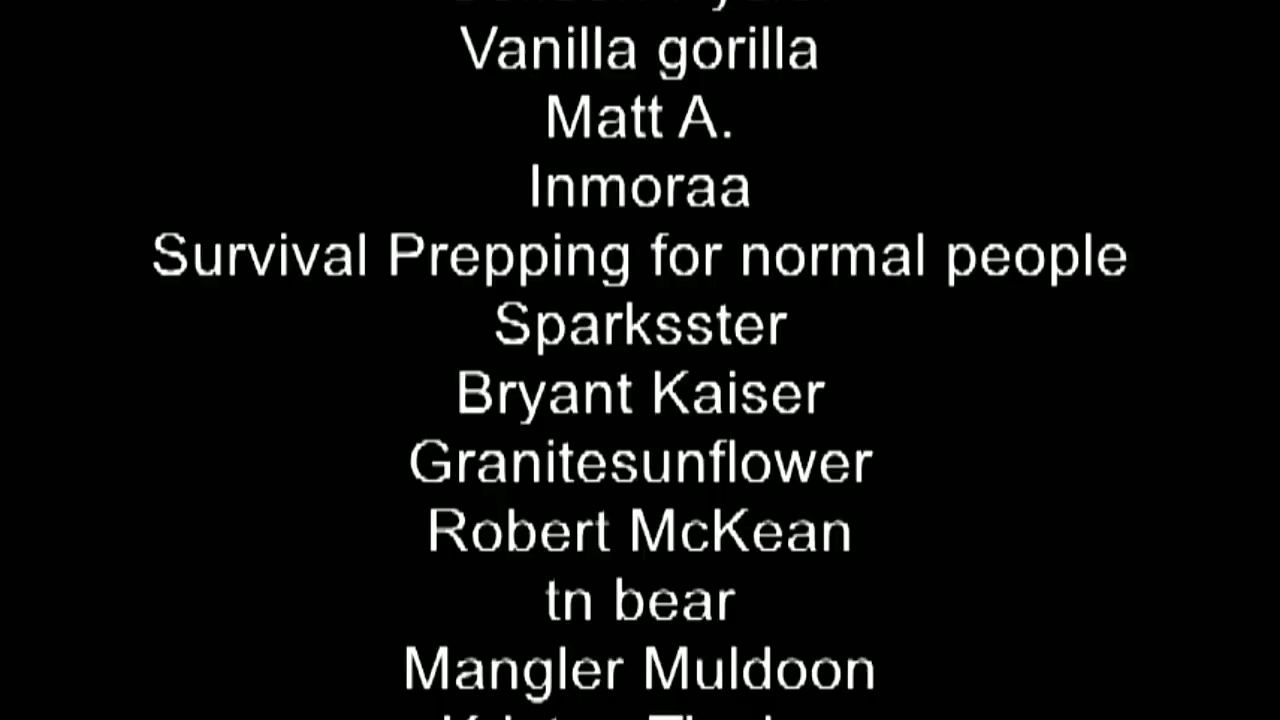 Vanilla gorilla
Matt A.
Inmoraa
Survival Prepping for normal people
Sparksster
Bryant Kaiser
Granitesunflower
Robert McKean
tn bear
Mangler Muldoon